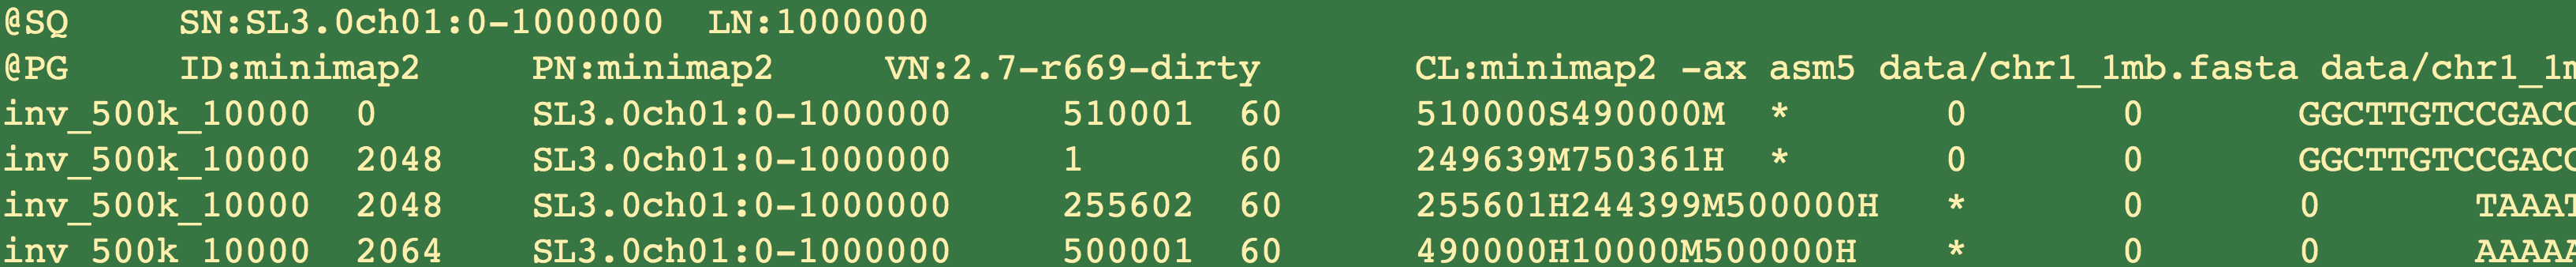 @SQ SN:SL3.0ch01:0-1000000 LN:1000000
@PG ID:minimap2 PN:minimap2 VN:2.7-r669-dirty CL:minimap2 -ax asm5 data/chr1_1mb.fasta data/chr1_1m
inv_500k_10000 0 SL3.0ch01:0-1000000 510001 60 510000S490000M * 0 0 GGCTTGTCCGACC
inv_500k_10000 2048 SL3.0ch01:0-1000000 1 60 249639M750361H * 0 0 GGCTTGTCCGACC
inv_500k_10000 2048 SL3.0ch01:0-1000000 255602 60 255601H244399M500000H * 0 0 TAAAT
inv_500k_10000 2064 SL3.0ch01:0-1000000 500001 60 490000H10000M500000H * 0 0 AAAAA